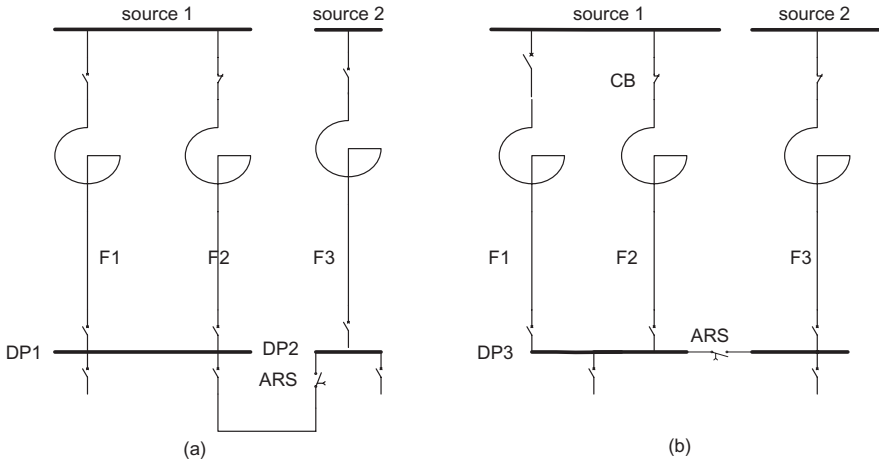 source 1
source 2
F1
F2
F3
DP1
DP2
ARS
(a)
source 1
source 2
CB
F1
F2
F3
ARS
DP3
(b)